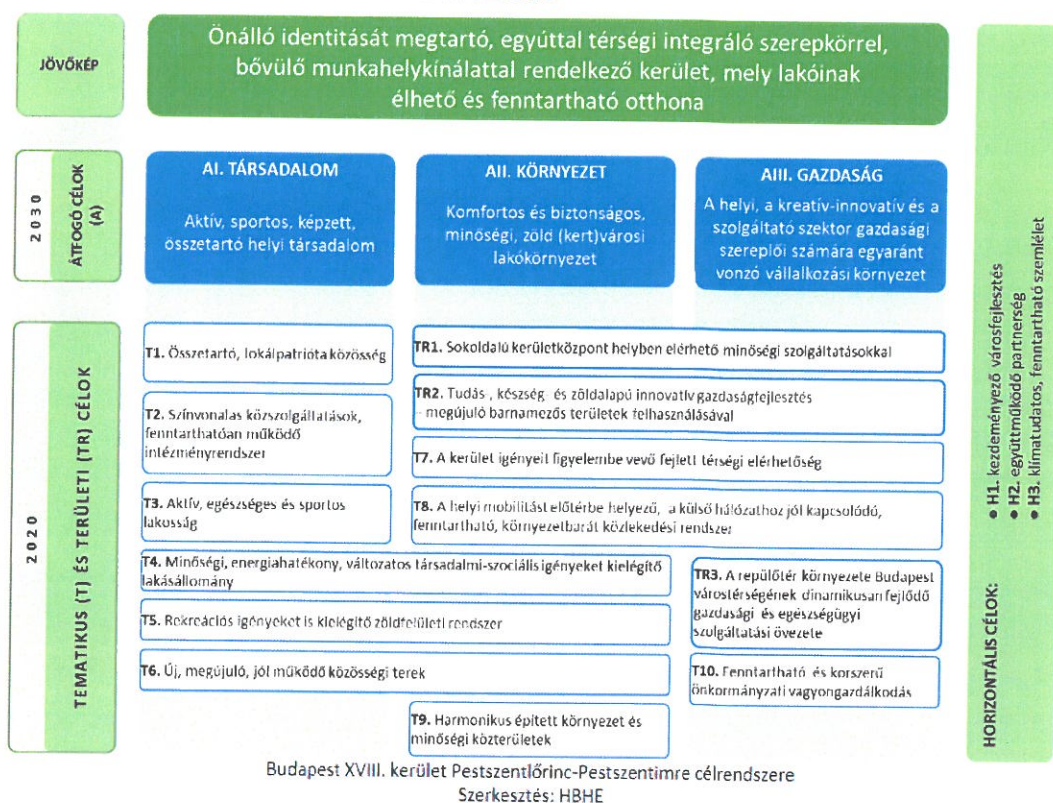 JÖVŐKÉP
Önálló identitását megtartó, egyúttal térségi integráló szerepkörrel,
bővülő munkahelykínálattal rendelkező kerület, mely lakóinak
élhető és fenntartható otthona
2030
ÁTFOGÓ CÉLOK
(A)
AI. TÁRSADALOM
Aktív, sportos, képzett,
összetartó helyi társadalom
AII. KÖRNYEZET
Komfortos és biztonságos,
minőségi, zöld (kert)városi
lakókörnyezet
AIII. GAZDASÁG
A helyi, a kreatív-innovatív és a
szolgáltató szektor gazdasági
szereplői számára egyaránt
vonzó vállalkozási környezet
2020
TEMATIKUS (T) ÉS TERÜLETI (TR) CÉLOK
T1. Összetartó, lokálpatrióta közösség
T2. Színvonalas közszolgáltatások,
fenntarthatóan működő
intézményrendszer
T3. Aktív, egészséges és sportos
lakosság
TR1. Sokoldalú kerületközpont helyben elérhető minőségi szolgáltatásokkal
TR2. Tudás-, készség- és zöldalapú innovatív gazdaságfejlesztés
– megújuló barnamezős területek felhasználásával
T7. A kerület igényeit figyelembe vevő fejlett térségi elérhetőség
T8. A helyi mobilitást előtérbe helyező, a külső hálózathoz jól kapcsolódó,
fenntartható, környezetbarát közlekedési rendszer
T4. Minőségi, energiahatékony, változatos társadalmi-szociális igényeket kielégítő
lakásállomány
T5. Rekreációs igényeket is kielégítő zöldfelületi rendszer
T6. Új, megújuló, jól működő közösségi terek
TR3. A repülőtér környezete Budapest
várostérségének dinamikusan fejlődő
gazdasági és egészségügyi
szolgáltatási övezete
T10. Fenntartható és korszerű
önkormányzati vagyongazdálkodás
T9. Harmonikus épített környezet és
minőségi közterületek
HORIZONTÁLIS CÉLOK:
● H1. kezdeményező városfejlesztés
● H2. együttműködő partnerség
● H3. klímatudatos, fenntartható szemlélet
Budapest XVIII. kerület Pestszentlőrinc-Pestszentimre célrendszere
Szerkesztés: HBHE